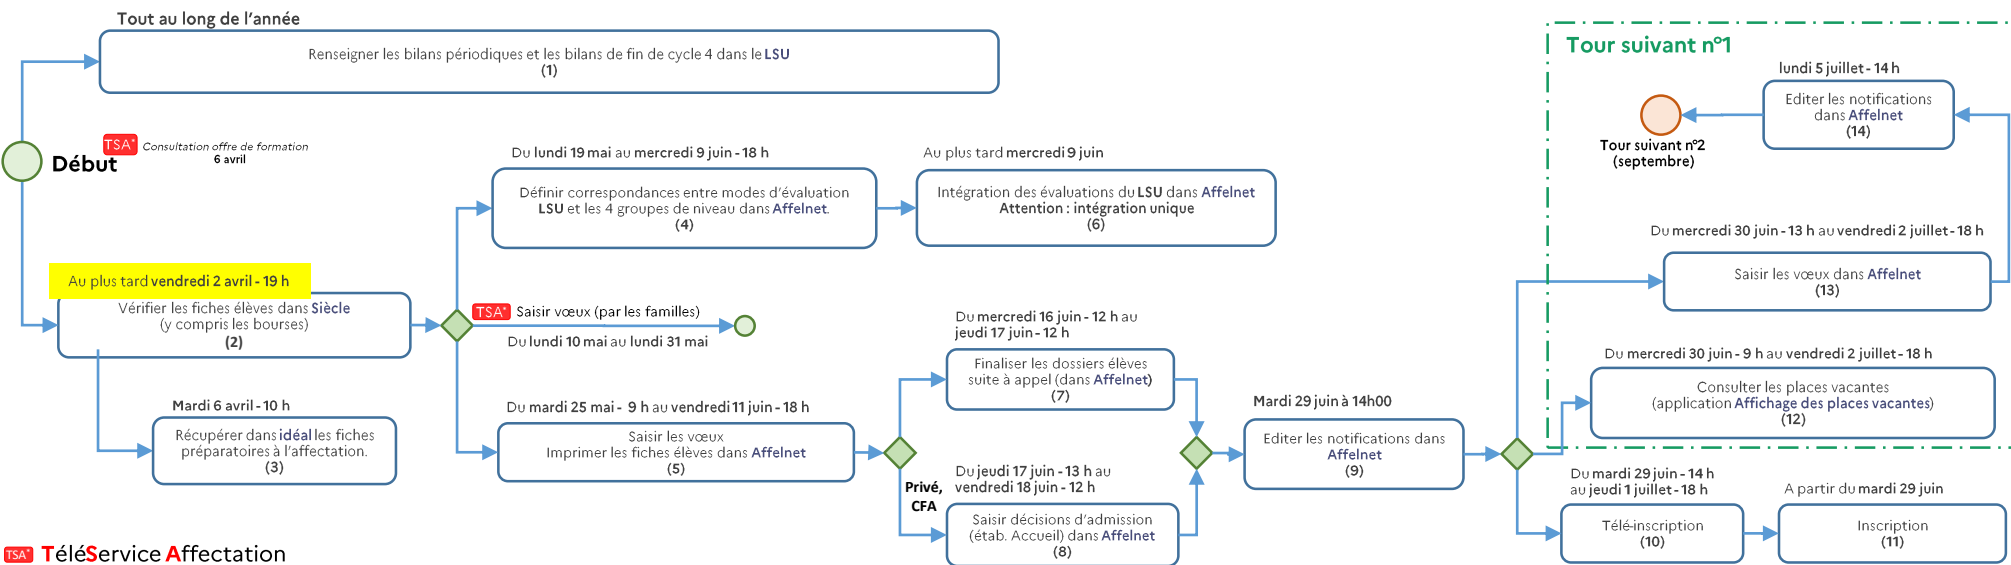 Tout au long de l'année
Renseigner les bilans périodiques et les bilans de fin de cycle 4 dans le LSU
(1)
Début
TSA*
Consultation offre de formation
6 avril
Au plus tard vendredi 2 avril - 19 h
Vérifier les fiches élèves dans Siècle
(y compris les bourses)
(2)
Mardi 6 avril - 10 h
Récupérer dans idéal les fiches
préparatoires à l'affectation.
(3)
Du lundi 19 mai au mercredi 9 juin - 18 h
Définir correspondances entre modes d'évaluation
LSU et les 4 groupes de niveau dans Affelnet.
(4)
Au plus tard mercredi 9 juin
Intégration des évaluations du LSU dans Affelnet
Attention : intégration unique
(6)
TSA*
Saisir vœux (par les familles)
Du lundi 10 mai au lundi 31 mai
Du mardi 25 mai - 9 h au vendredi 11 juin - 18 h
Saisir les vœux
Imprimer les fiches élèves dans Affelnet
(5)
Du mercredi 16 juin - 12 h au
jeudi 17 juin - 12 h
Finaliser les dossiers élèves
suite à appel (dans Affelnet)
(7)
Privé,
CFA
Du jeudi 17 juin - 13 h au
vendredi 18 juin - 12 h
Saisir décisions d'admission
(étab. Accueil) dans Affelnet
(8)
Mardi 29 juin à 14h00
Editer les notifications dans
Affelnet
(9)
Tour suivant n°1
lundi 5 juillet - 14 h
Editer les notifications
dans Affelnet
(14)
Tour suivant n°2
(septembre)
Du mercredi 30 juin - 13 h au vendredi 2 juillet - 18 h
Saisir les vœux dans Affelnet
(13)
Du mercredi 30 juin - 9 h au vendredi 2 juillet - 18 h
Consulter les places vacantes
(application Affichage des places vacantes)
(12)
Du mardi 29 juin - 14 h
au jeudi 1 juillet - 18 h
Télé-inscription
(10)
A partir du mardi 29 juin
Inscription
(11)
TSA* TéléService Affectation